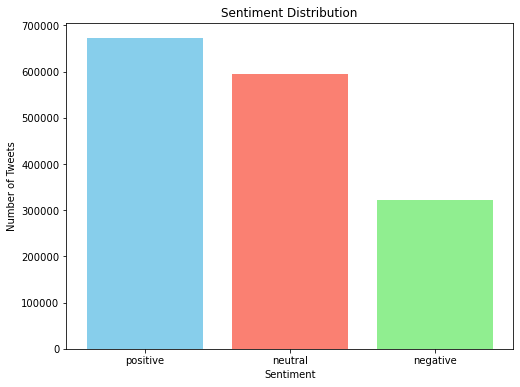 Sentiment Distribution
Number of Tweets
700000
600000
500000
400000
300000
200000
100000
0
positive neutral negative
Sentiment